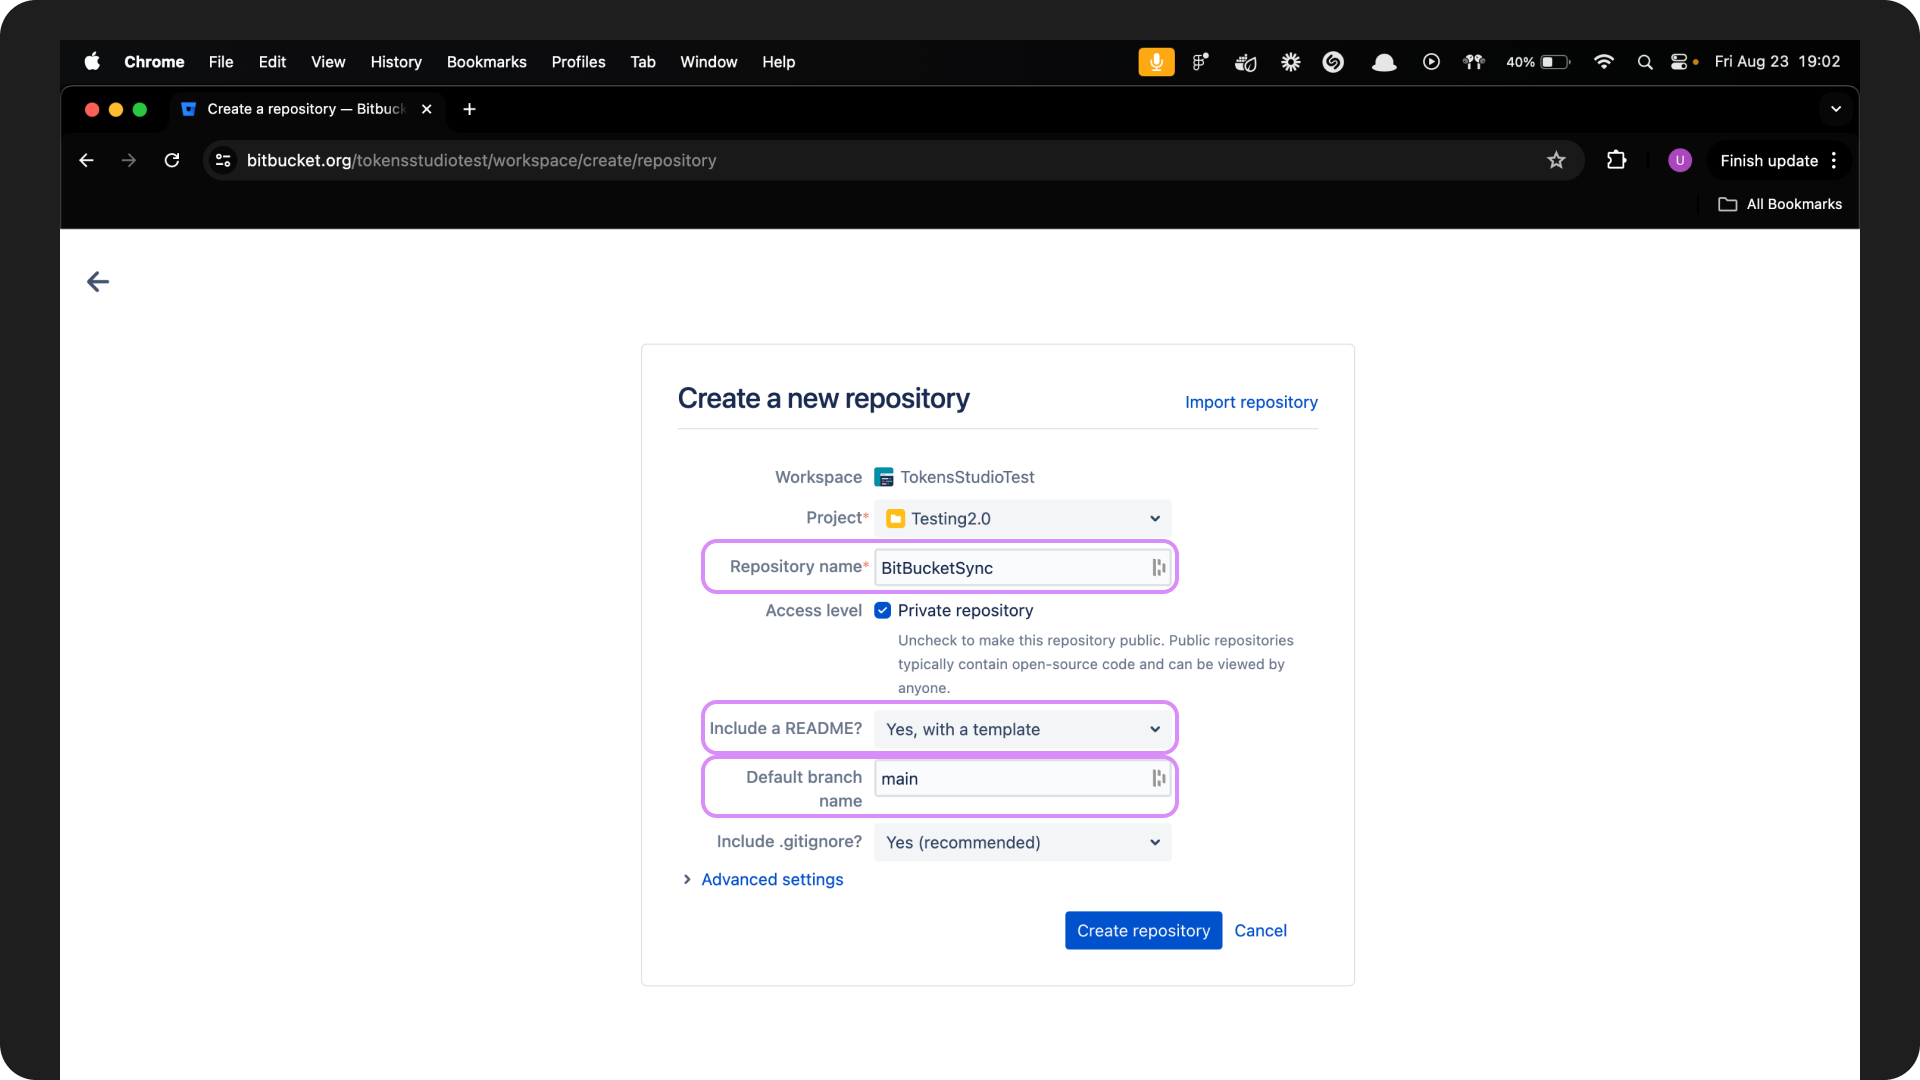 Chrome File Edit View History Bookmarks Profiles Tab Window Help 40% Fri Aug 23 19:02
Create a repository — Bitbuck
bitbucket.org/tokensstudiotest/workspace/create/repository U Finish update
All Bookmarks
Create a new repository Import repository
Workspace TokensStudioTest
Project* Testing2.0
Repository name* BitBucketSync
Access level Private repository
Uncheck to make this repository public. Public repositories
typically contain open-source code and can be viewed by
anyone.
Include a README? Yes, with a template
Default branch main
name
Include .gitignore? Yes (recommended)
Advanced settings
Create repository Cancel